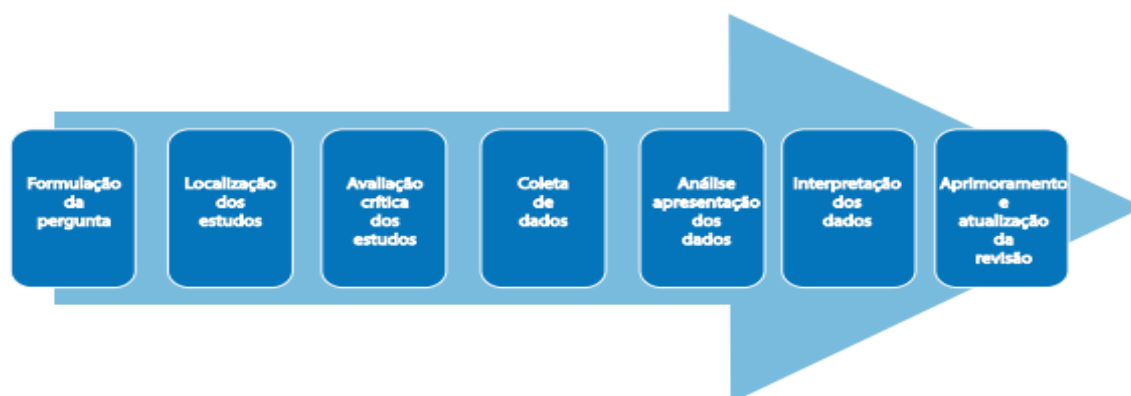 Formulação
da
pergunta
Localização
dos
estudos
Avaliação
crítica
dos
estudos
Coleta
de
dados
Análise
apresentação
dos
dados
Interpretação
dos
dados
Aprimoramento
e
atualização
da
revisão